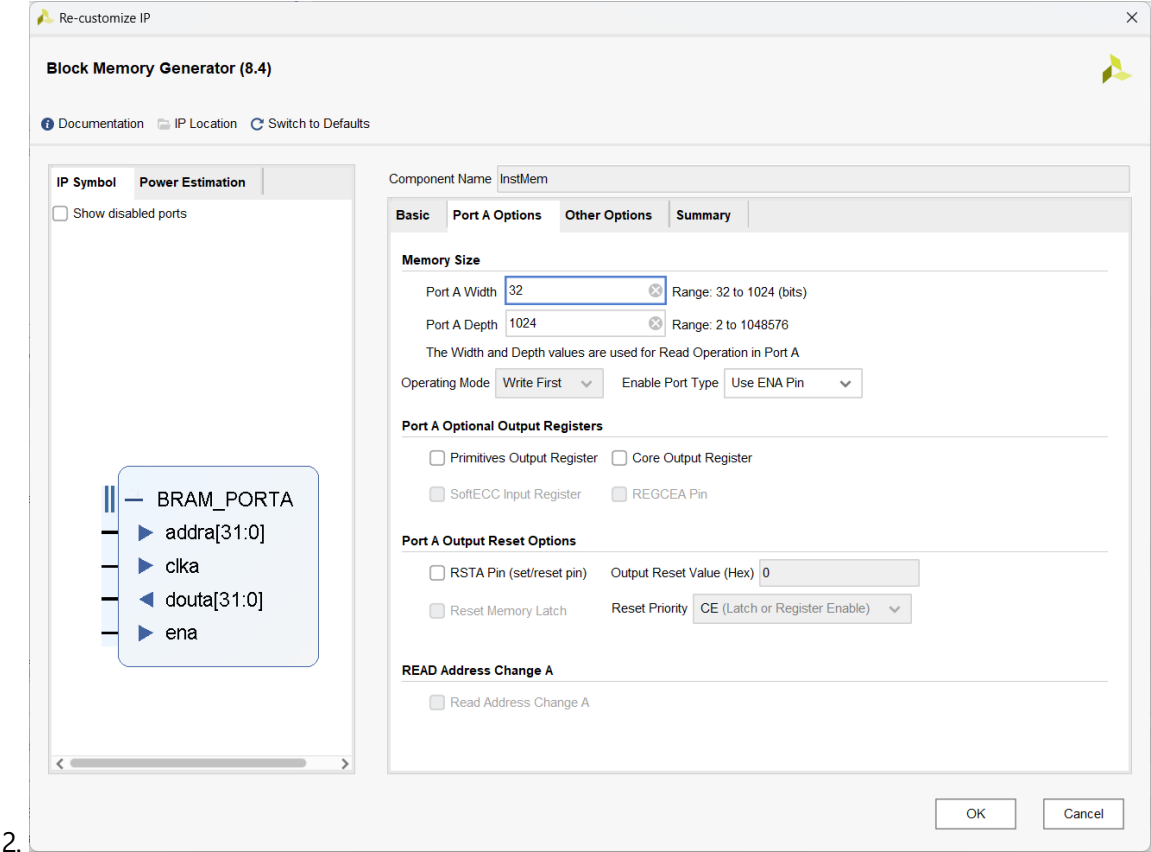 Re-customize IP
Block Memory Generator (8.4)
Documentation IP Location Switch to Defaults
IP Symbol Power Estimation
Show disabled ports
BRAM_PORTA
addra[31:0]
clka
douta[31:0]
ena
Component Name InstMem
Basic Port A Options Other Options Summary
Memory Size
Port A Width 32 Range: 32 to 1024 (bits)
Port A Depth 1024 Range: 2 to 1048576
The Width and Depth values are used for Read Operation in Port A
Operating Mode Write First Enable Port Type Use ENA Pin
Port A Optional Output Registers
Primitives Output Register Core Output Register
SoftECC Input Register REGCEA Pin
Port A Output Reset Options
RSTA Pin (set/reset pin) Output Reset Value (Hex) 0
Reset Memory Latch Reset Priority CE (Latch or Register Enable)
READ Address Change A
Read Address Change A
OK Cancel
2.